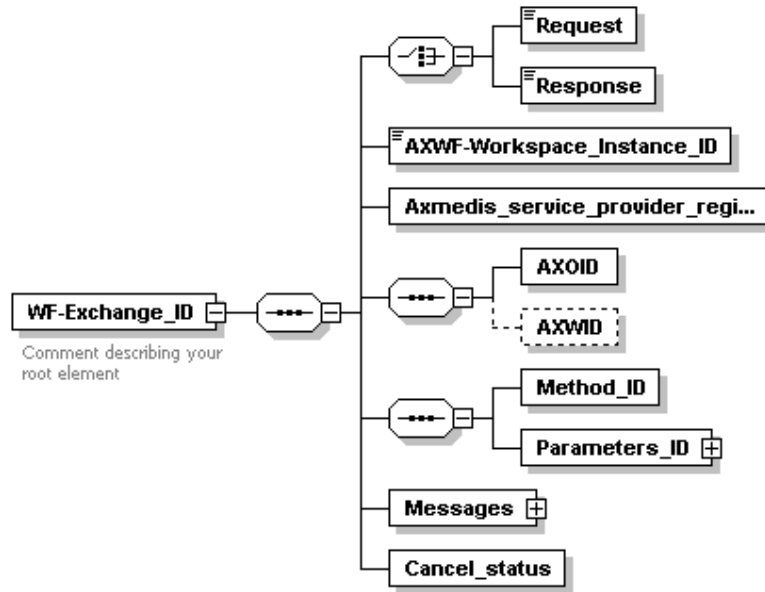 Request
Response
AXWF-Workspace_Instance_ID
Axmedis_service_provider_regi...
WF-Exchange_ID
Comment describing your
root element
AXOID
AXWID
Method_ID
Parameters_ID
Messages
Cancel_status